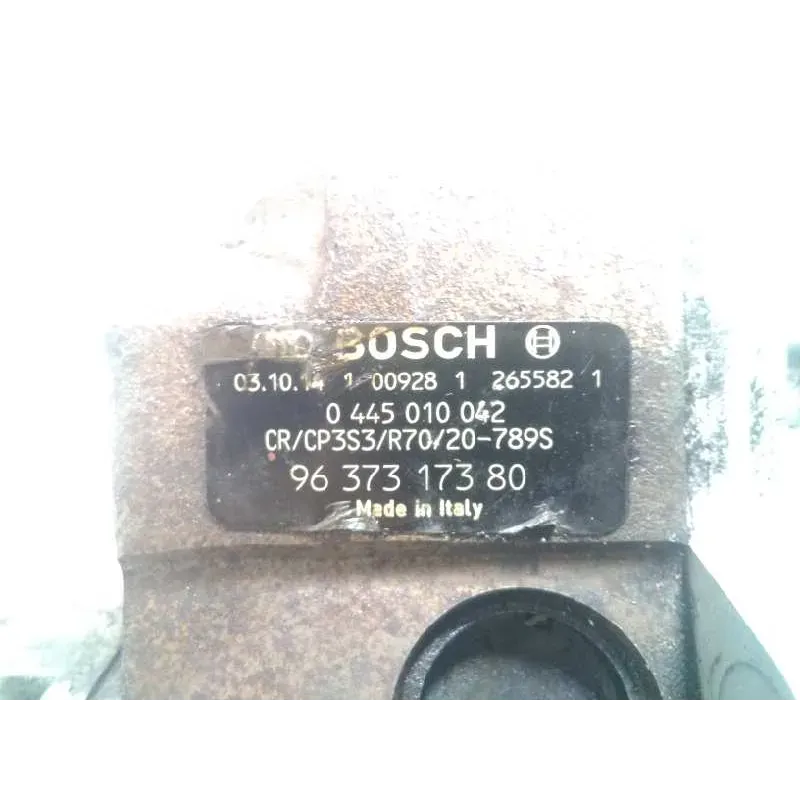 BOSCH
03.10.14 1 00928 1 265582 1
0 445 010 042
CR/CP3S3/R70/20-789S
96 373 173 80
Made in Italy